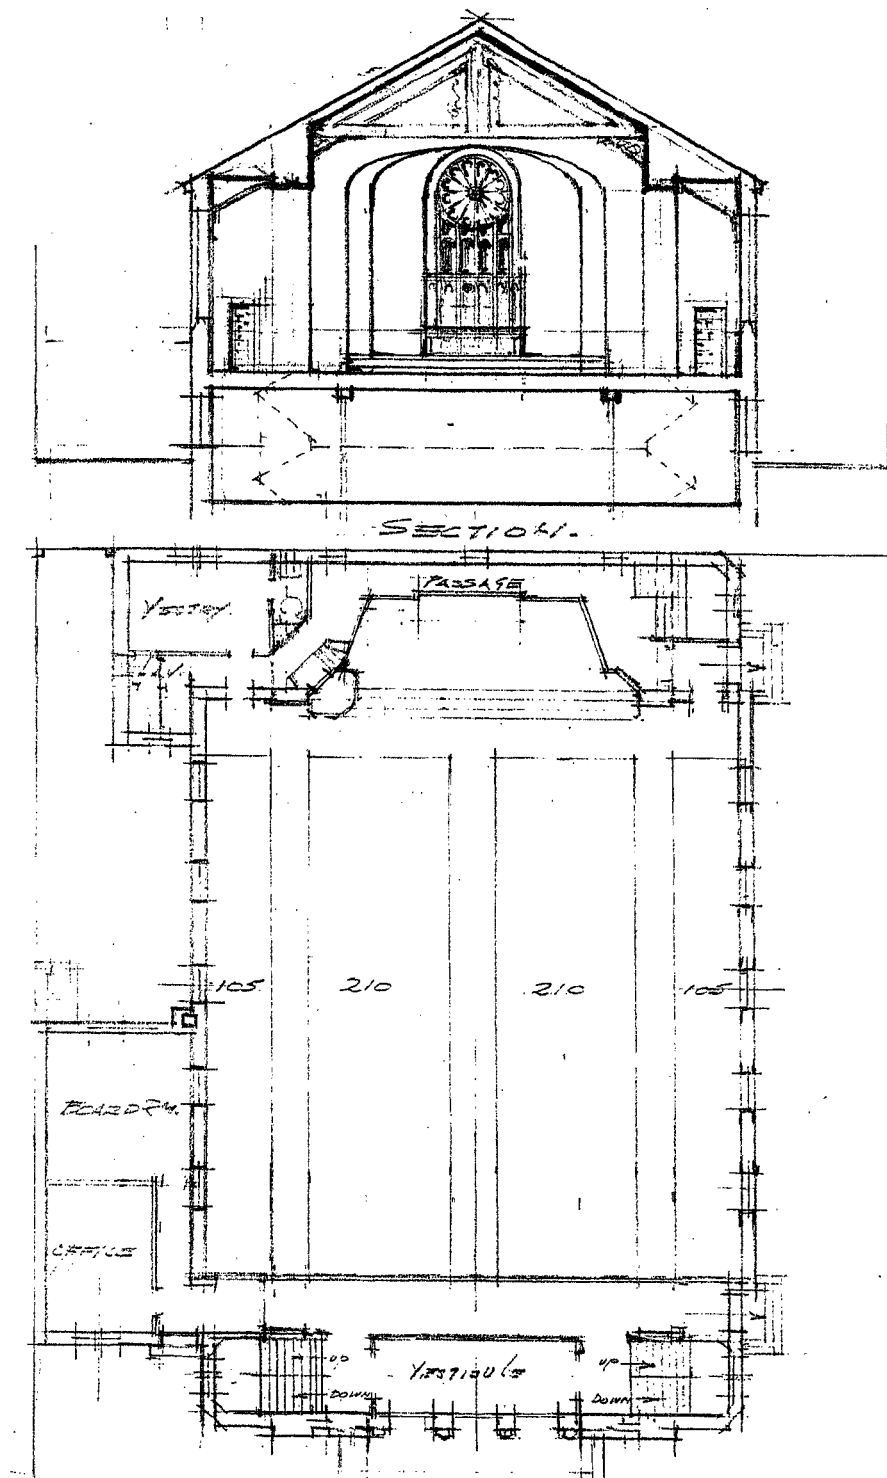 SECTION.
PASSAGE
VESTRY.
105 210 210 105
BOARD RM.
OFFICE
UP
VESTIBULE
UP
DOWN
DOWN